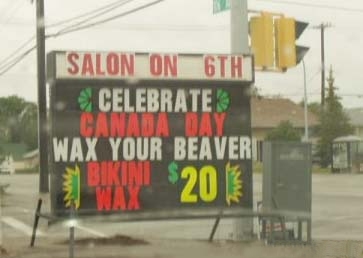 SALON ON 6TH
CELEBRATE
CANADA DAY
WAX YOUR BEAVER
BIKINI WAX $20